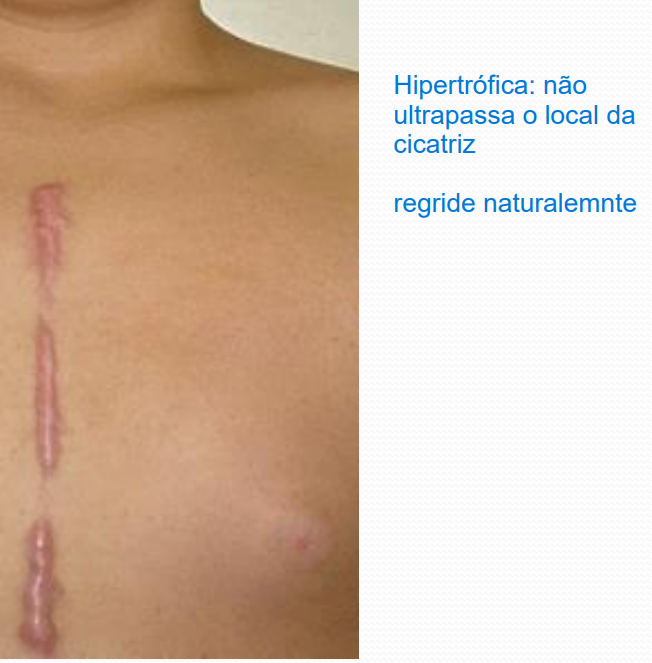 Hipertrófica: não
ultrapassa o local da
cicatriz
regride naturalemnte